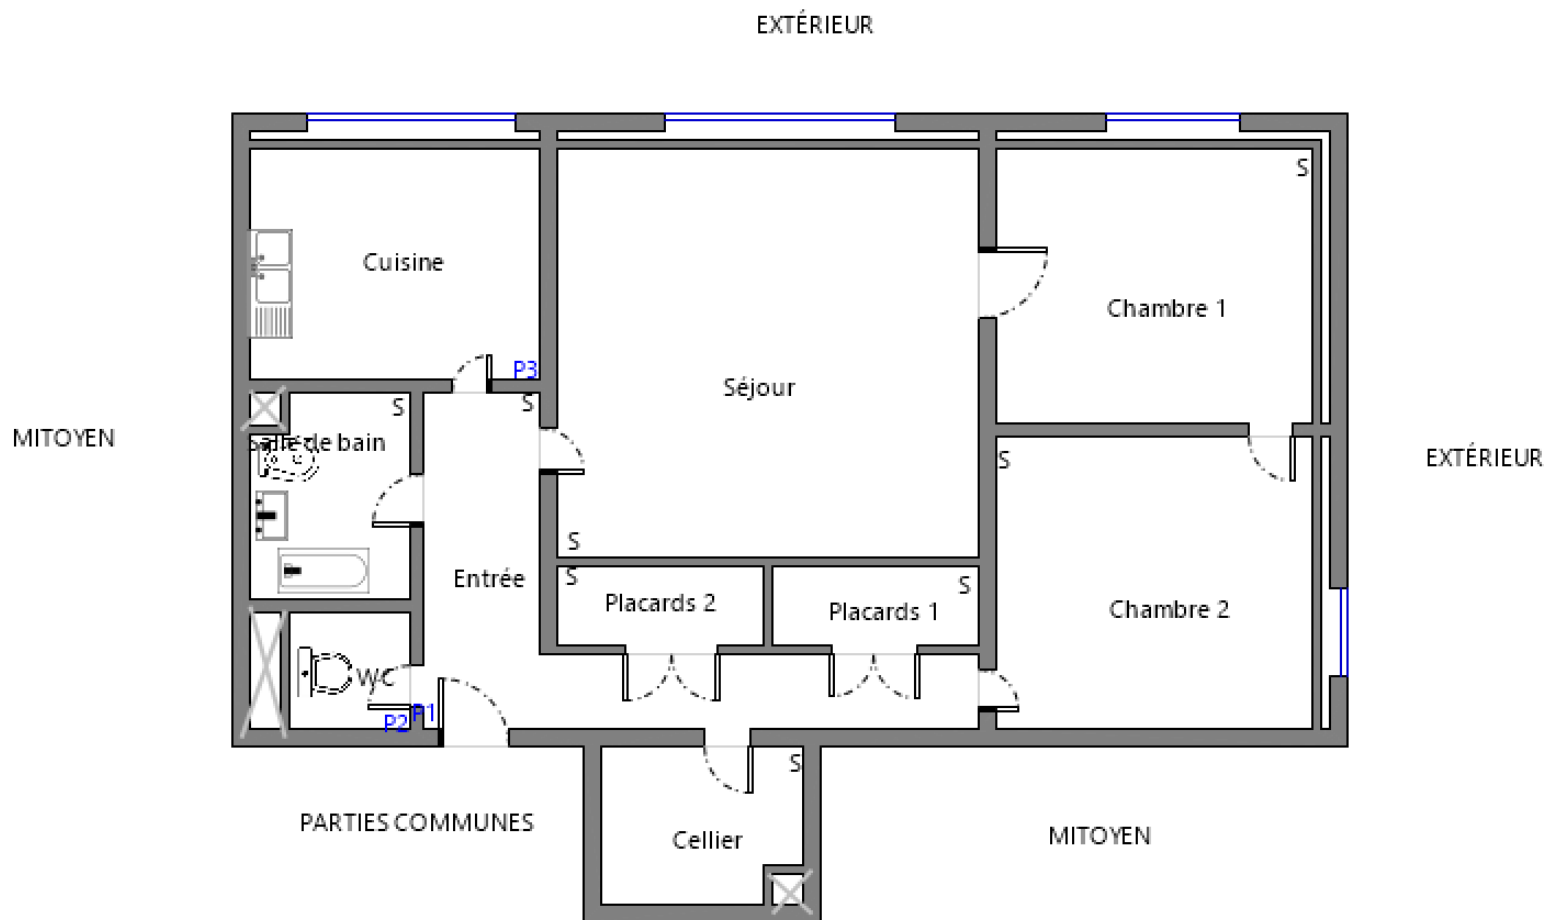 EXTÉRIEUR
S
Cuisine
Chambre 1
P3
Séjour
S
S
MITOYEN
Salle de bain
S
EXTÉRIEUR
S
Entrée
S
S
Placards 2
Placards 1
Chambre 2
WC
P2
P1
S
PARTIES COMMUNES
Cellier
MITOYEN